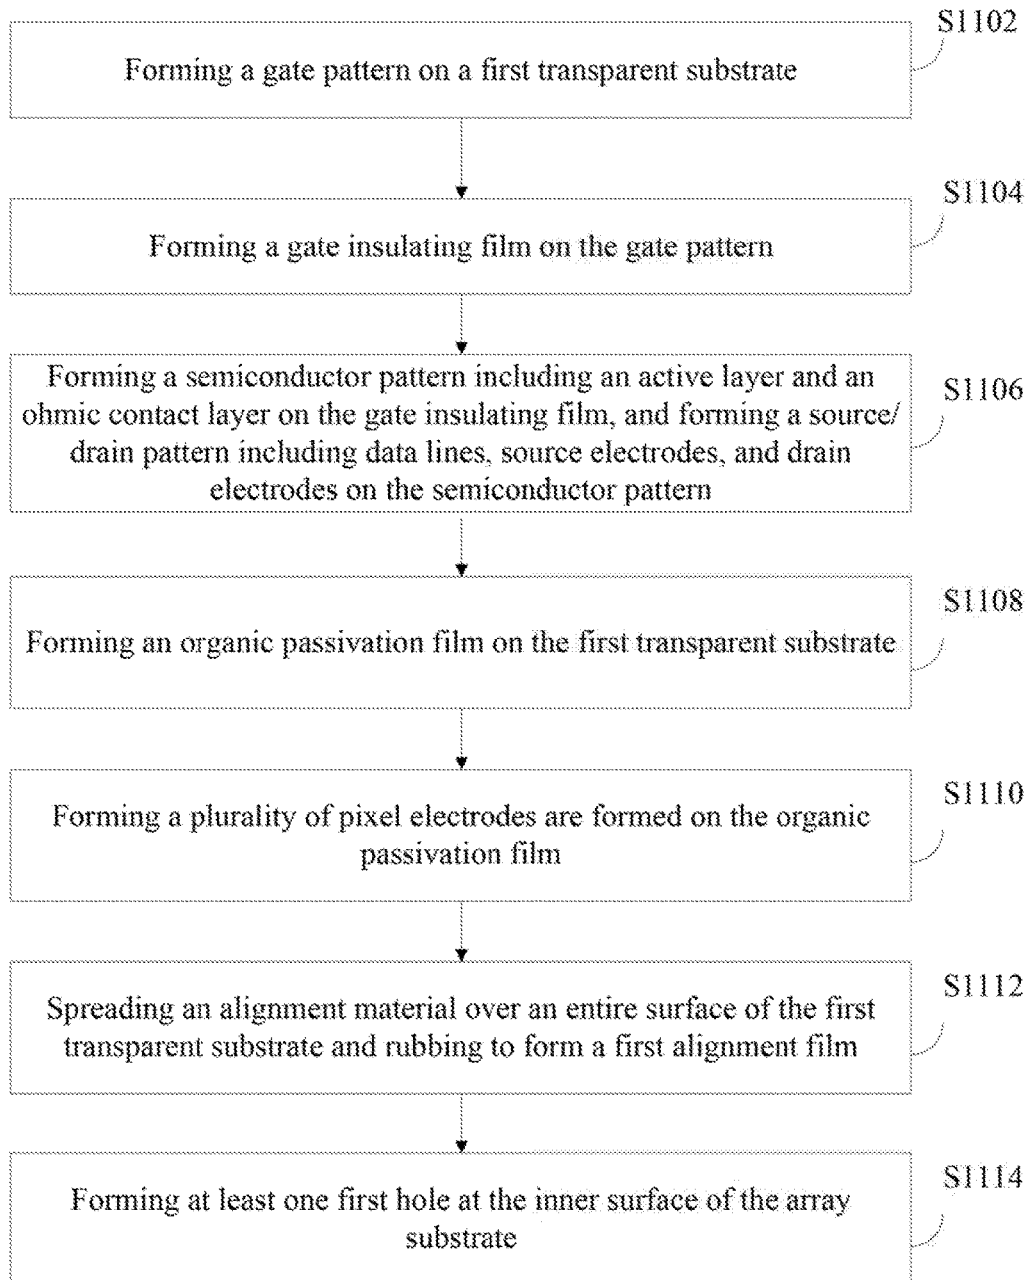 S1102
Forming a gate pattern on a first transparent substrate
S1104
Forming a gate insulating film on the gate pattern
S1106
Forming a semiconductor pattern including an active layer and an
ohmic contact layer on the gate insulating film, and forming a source/
drain pattern including data lines, source electrodes, and drain
electrodes on the semiconductor pattern
S1108
Forming an organic passivation film on the first transparent substrate
S1110
Forming a plurality of pixel electrodes are formed on the organic
passivation film
S1112
Spreading an alignment material over an entire surface of the first
transparent substrate and rubbing to form a first alignment film
S1114
Forming at least one first hole at the inner surface of the array
substrate